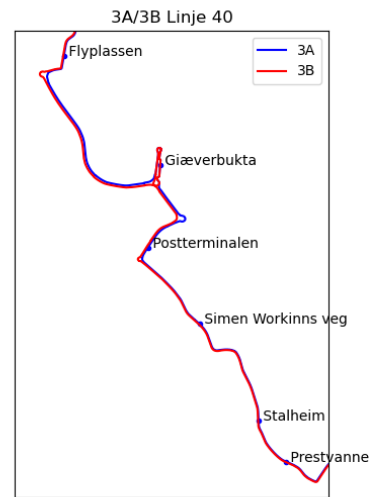 3A/3B Linje 40
Flyplassen
3A
3B
Giæverbukta
Postterminalen
Simen Workinns veg
Stalheim
Prestvanne